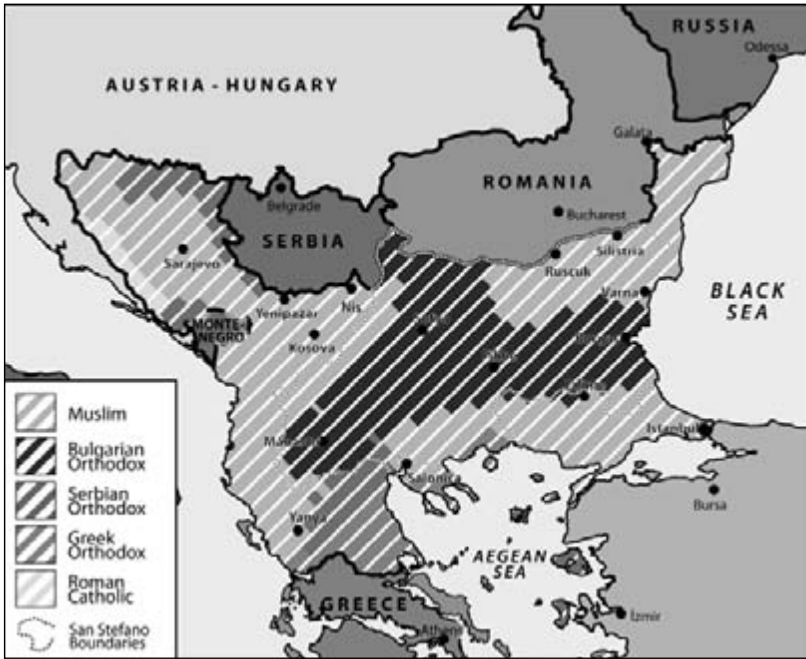 RUSSIA
Odessa
AUSTRIA - HUNGARY
Galata
ROMANIA
Belgrade
Bucharest
SERBIA
Silistria
Sarajevo
Ruscuk
Nis
Varna
BLACK
SEA
Yenipazar
MONTE-
NEGRO
Kosova
Istanbul
Salonica
Bursa
Yanya
AEGEAN
SEA
GREECE
Izmir
Athens
Muslim
Bulgarian
Orthodox
Serbian
Orthodox
Greek
Orthodox
Roman
Catholic
San Stefano
Boundaries